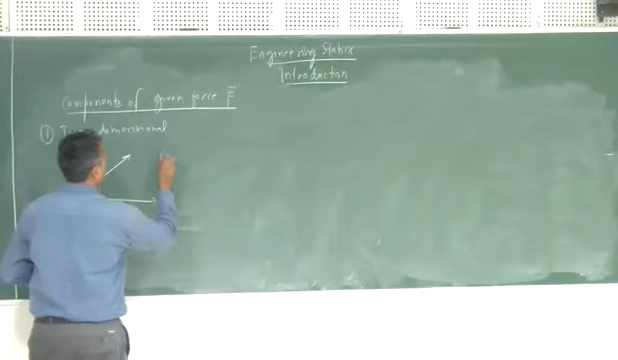 Engineering Statics
Introduction
Components of given force F⃗
① Two dimensional